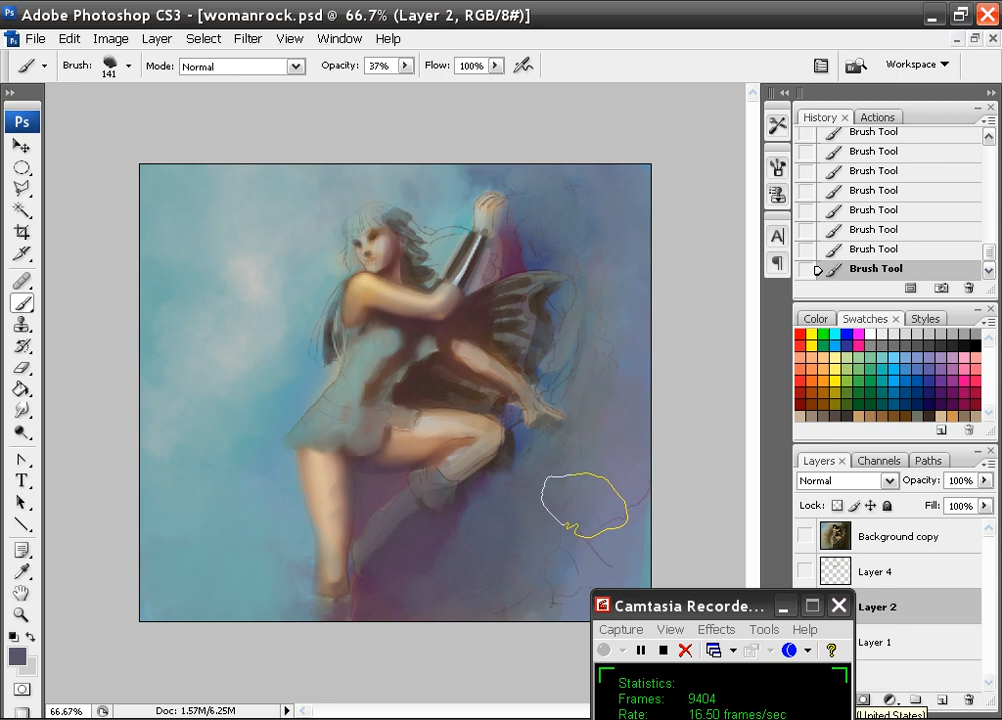 Adobe Photoshop CS3 - [womanrock.psd @ 66.7% (Layer 2, RGB/8#)]
File Edit Image Layer Select Filter View Window Help
Brush: 141 Mode: Normal Opacity: 37% Flow: 100% Workspace
Ps
History Actions
Brush Tool
Brush Tool
Brush Tool
Brush Tool
Brush Tool
Brush Tool
Brush Tool
Brush Tool
Color Swatches Styles
Layers Channels Paths
Normal Opacity: 100%
Lock: Fill: 100%
Background copy
Layer 4
Layer 2
Layer 1
Camtasia Recorde...
Capture View Effects Tools Help
Statistics:
Frames: 9404
Rate: 16.50 frames/sec
66.67% Doc: 1.57M/6.25M
(United States)